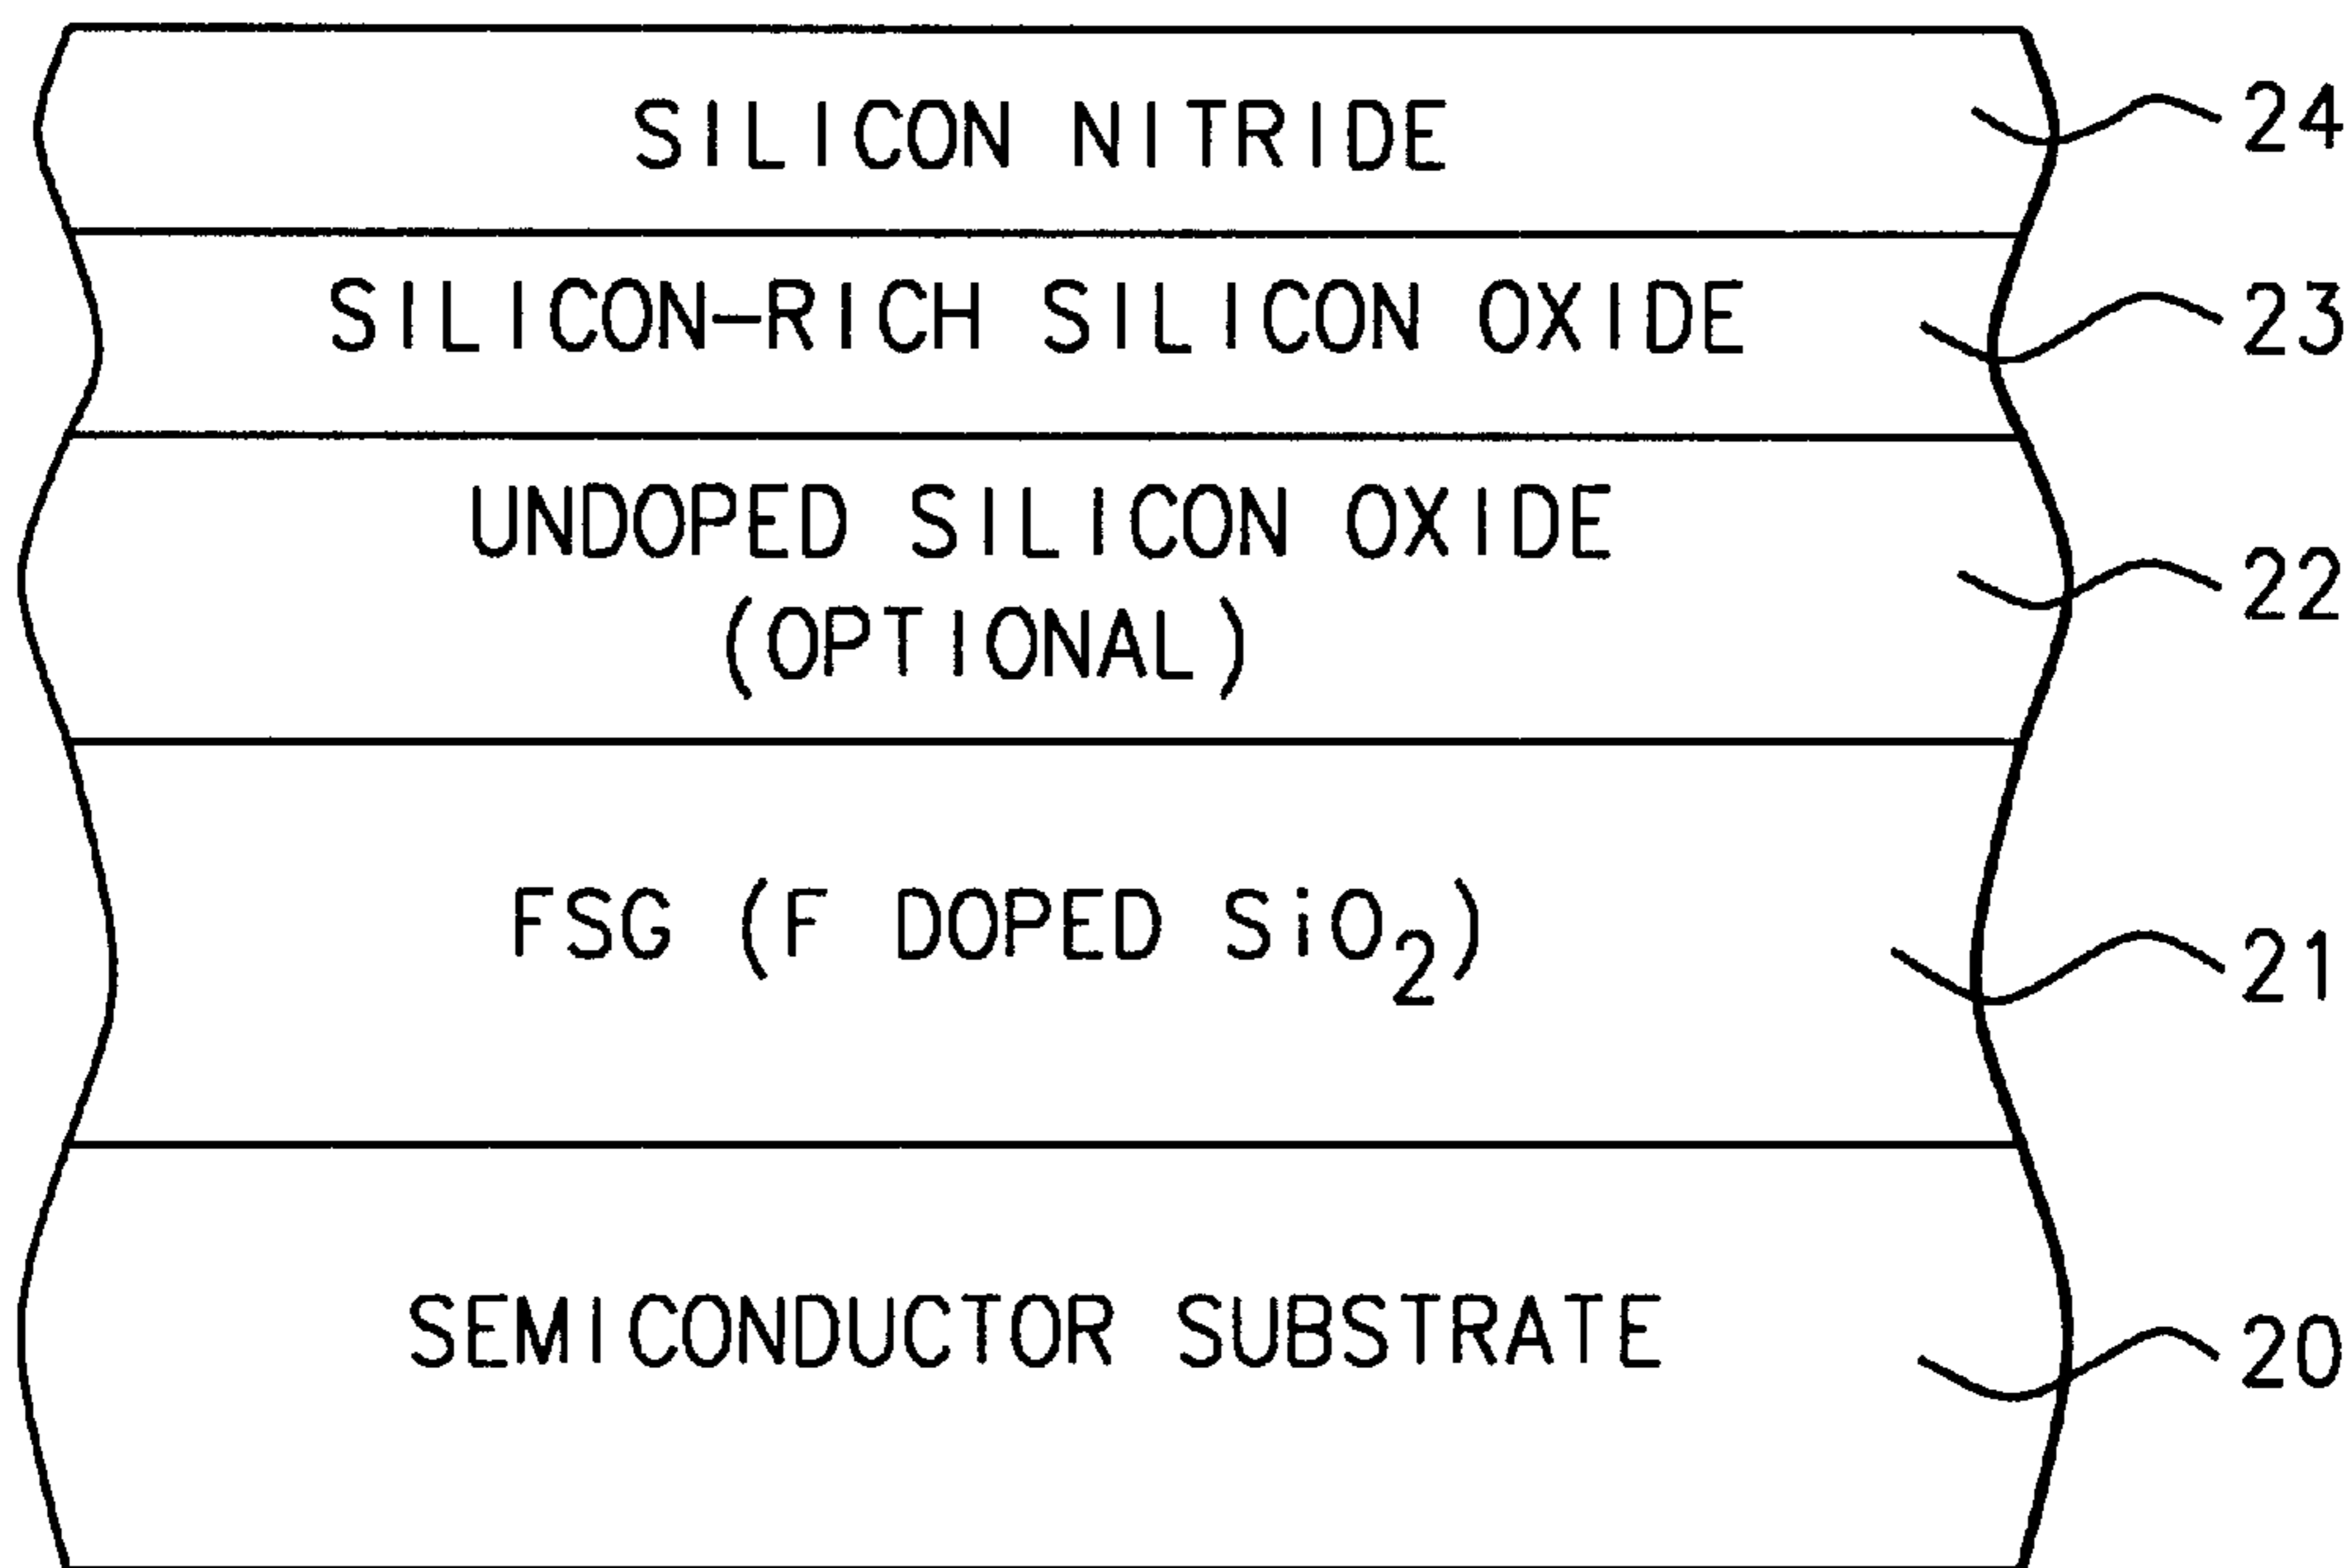 SILICON NITRIDE 24
SILICON-RICH SILICON OXIDE 23
UNDOPED SILICON OXIDE
(OPTIONAL) 22
FSG (F DOPED SiO2) 21
SEMICONDUCTOR SUBSTRATE 20